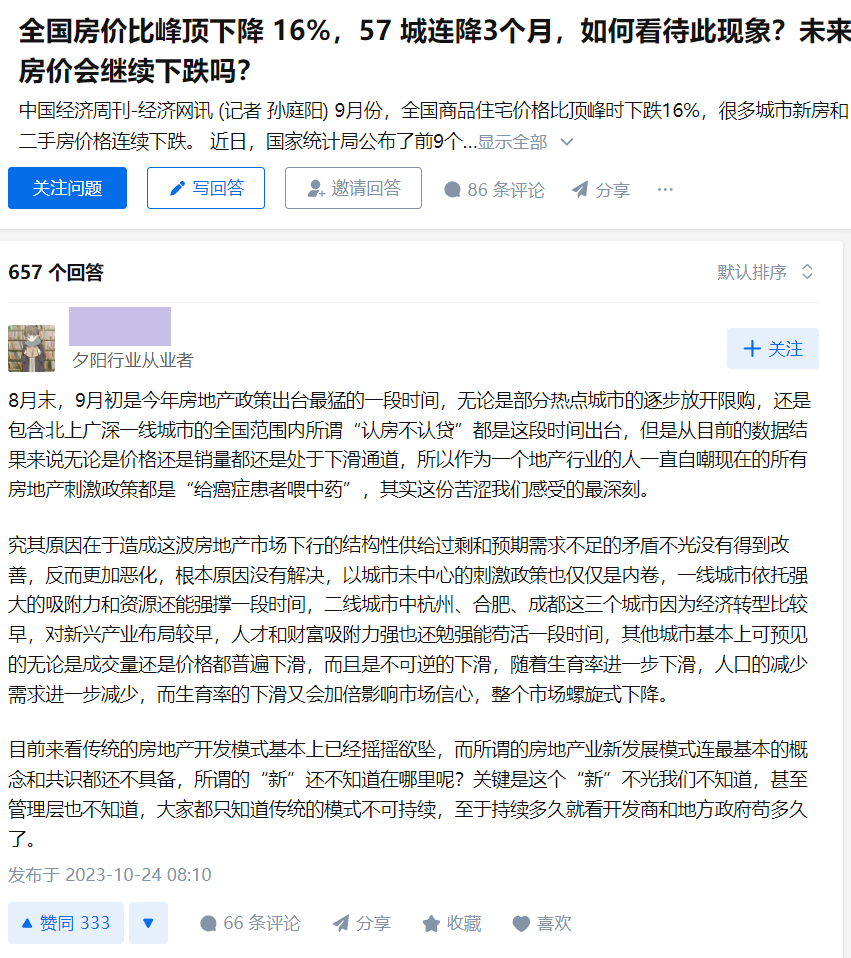 全国房价比峰顶下降 16%，57 城连降3个月，如何看待此现象？未来
房价会继续下跌吗？
中国经济周刊-经济网讯 (记者 孙庭阳) 9月份，全国商品住宅价格比顶峰时下跌16%，很多城市新房和
二手房价格连续下跌。 近日，国家统计局公布了前9个...显示全部
关注问题 写回答 邀请回答 86 条评论 分享 ···
657 个回答 默认排序
夕阳行业从业者
关注
8月末，9月初是今年房地产政策出台最猛的一段时间，无论是部分热点城市的逐步放开限购，还是
包含北上广深一线城市的全国范围内所谓“认房不认贷”都是这段时间出台，但是从目前的数据结
果来说无论是价格还是销量都还是处于下滑通道，所以作为一个地产行业的人一直自嘲现在的所有
房地产刺激政策都是“给癌症患者喂中药”，其实这份苦涩我们感受的最深刻。
究其原因在于造成这波房地产市场下行的结构性供给过剩和预期需求不足的矛盾不光没有得到改
善，反而更加恶化，根本原因没有解决，以城市未中心的刺激政策也仅仅是内卷，一线城市依托强
大的吸附力和资源还能强撑一段时间，二线城市中杭州、合肥、成都这三个城市因为经济转型比较
早，对新兴产业布局较早，人才和财富吸附力强也还勉强能苟活一段时间，其他城市基本上可预见
的无论是成交量还是价格都普遍下滑，而且是不可逆的下滑，随着生育率进一步下滑，人口的减少
需求进一步减少，而生育率的下滑又会加倍影响市场信心，整个市场螺旋式下降。
目前来看传统的房地产开发模式基本上已经摇摇欲坠，而所谓的房地产业新发展模式连最基本的概
念和共识都还不具备，所谓的“新”还不知道在哪里呢？关键是这个“新”不光我们不知道，甚至
管理层也不知道，大家都只知道传统的模式不可持续，至于持续多久就看开发商和地方政府苟多久
了。
发布于 2023-10-24 08:10
赞同 333 66 条评论 分享 收藏 喜欢